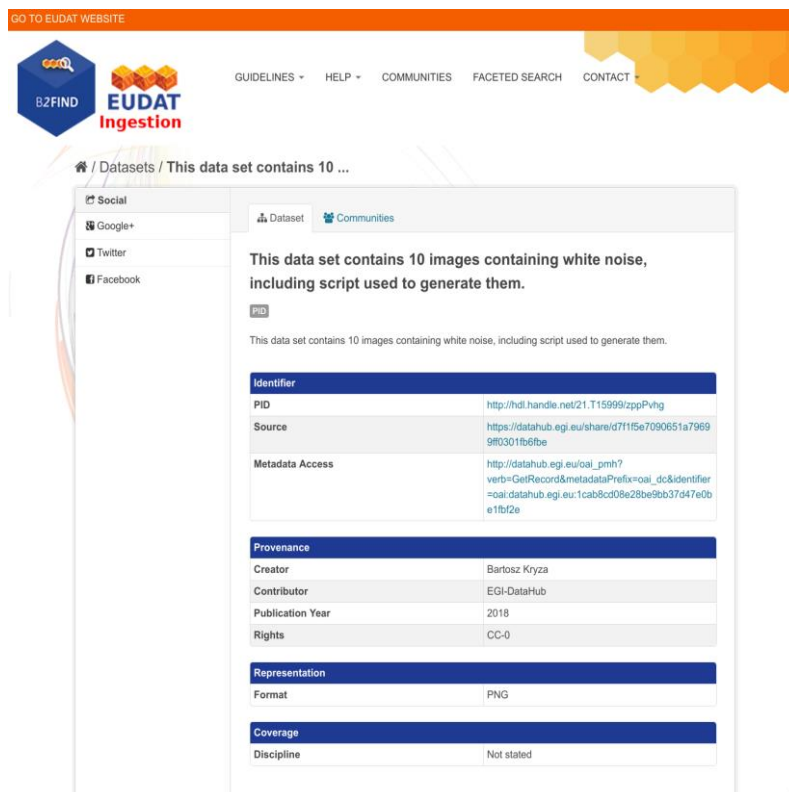 GO TO EUDAT WEBSITE
B2FIND
EUDAT
Ingestion
GUIDELINES HELP COMMUNITIES FACETED SEARCH CONTACT
/ Datasets / This data set contains 10 ...
Social
Google+
Twitter
Facebook
Dataset Communities
This data set contains 10 images containing white noise,
including script used to generate them.
PID
This data set contains 10 images containing white noise, including script used to generate them.
Identifier
PID http://hdl.handle.net/21.T15999/zppPvhg
Source https://datahub.egi.eu/share/d7f1f5e7090651a7969
9ff0301fb6fbe
Metadata Access http://datahub.egi.eu/oai_pmh?
verb=GetRecord&metadataPrefix=oai_dc&identifier
=oai:datahub.egi.eu:1cab8cd08e28be9bb37d47e0b
e1fbf2e
Provenance
Creator Bartosz Kryza
Contributor EGI-DataHub
Publication Year 2018
Rights CC-0
Representation
Format PNG
Coverage
Discipline Not stated